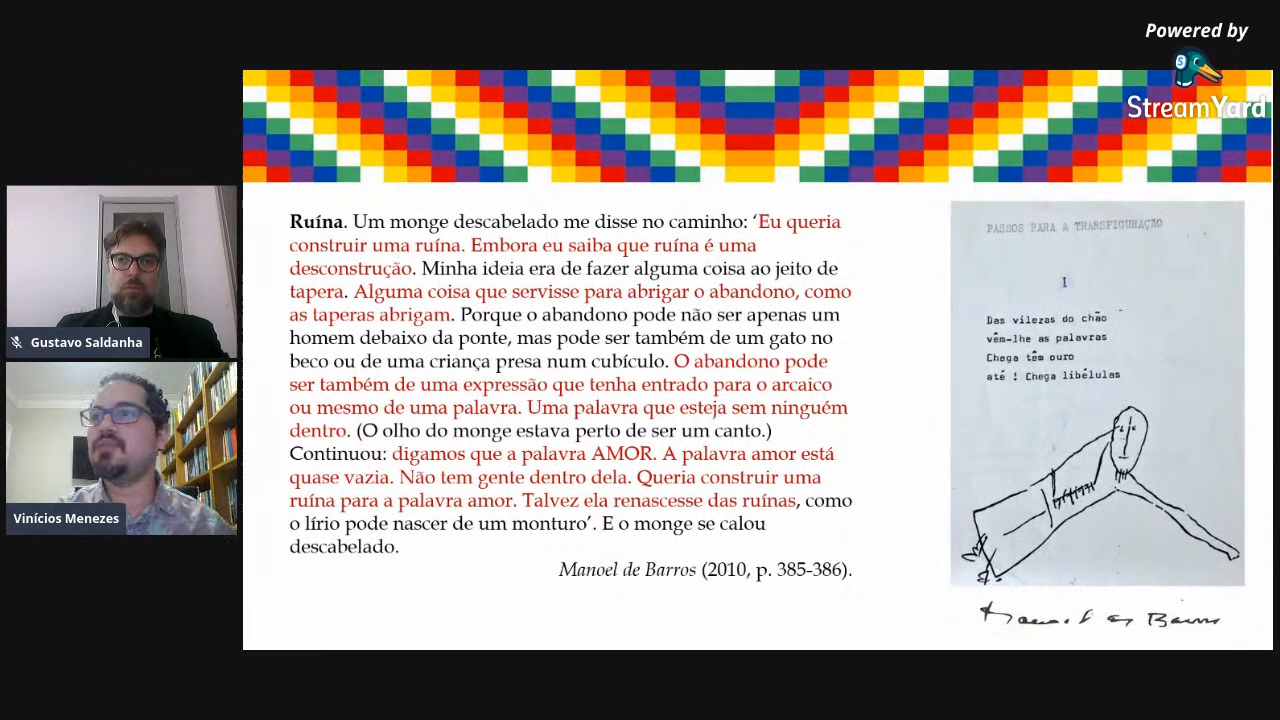 Powered by
StreamYard
Ruína. Um monge descabelado me disse no caminho: ‘Eu queria
construir uma ruína. Embora eu saiba que ruína é uma
desconstrução. Minha ideia era de fazer alguma coisa ao jeito de
tapera. Alguma coisa que servisse para abrigar o abandono, como
as taperas abrigam. Porque o abandono pode não ser apenas um
homem debaixo da ponte, mas pode ser também de um gato no
beco ou de uma criança presa num cubículo. O abandono pode
ser também de uma expressão que tenha entrado para o arcaico
ou mesmo de uma palavra. Uma palavra que esteja sem ninguém
dentro. (O olho do monge estava perto de ser um canto.)
Continuou: digamos que a palavra AMOR. A palavra amor está
quase vazia. Não tem gente dentro dela. Queria construir uma
ruína para a palavra amor. Talvez ela renascesse das ruínas, como
o lírio pode nascer de um monturo’. E o monge se calou
descabelado.
Manoel de Barros (2010, p. 385-386).
PASSOS PARA A TRANSFIGURAÇÃO
I
Das vilezas do chão
vêm-lhe as palavras
Chega têm ouro
até ! Chega libélulas
Gustavo Saldanha
Vinícios Menezes